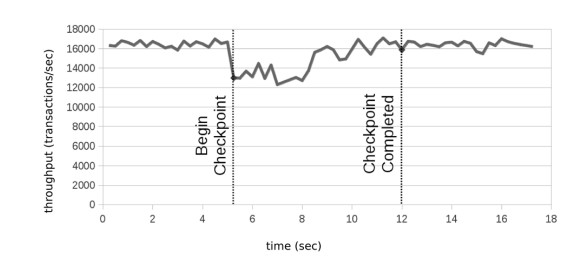 18000
16000
14000
12000
10000
8000
6000
4000
2000
0
throughput (transactions/sec)
Begin
Checkpoint
Checkpoint
Completed
0 2 4 6 8 10 12 14 16 18
time (sec)